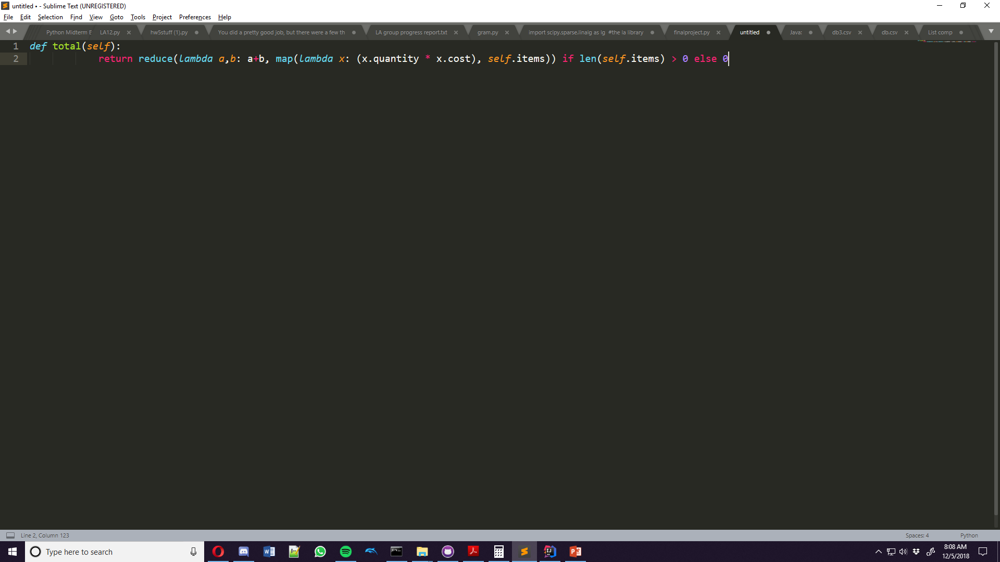 untitled • - Sublime Text (UNREGISTERED)
File Edit Selection Find View Goto Tools Project Preferences Help
Python Midterm E LA12.py hw5stuff (1).py You did a pretty good job, but there were a few th LA group progress report.txt gram.py import scipy.sparse.linalg as lg #the la library finalproject.py untitled Java: db3.csv db.csv List comp
1 def total(self):
2 return reduce(lambda a,b: a+b, map(lambda x: (x.quantity * x.cost), self.items)) if len(self.items) > 0 else 0
Line 2, Column 123 Spaces: 4 Python
Type here to search
8:08 AM
12/5/2018